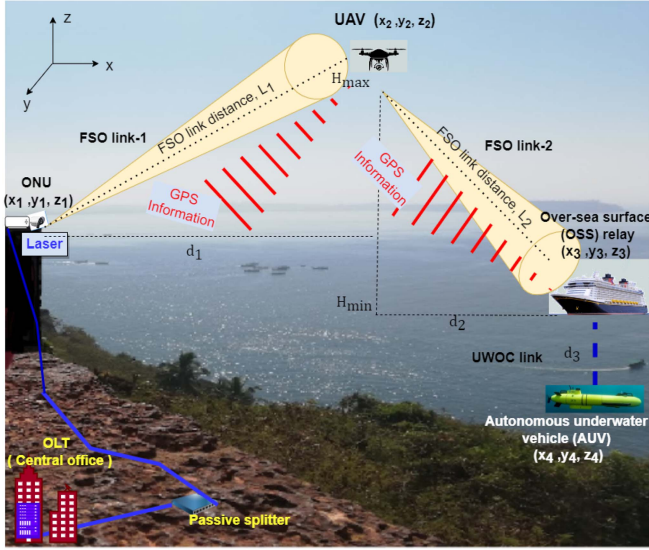 z
x
y
UAV (x2 ,y2, z2)
Hmax
FSO link-1
FSO link distance, L1
GPS
Information
FSO link-2
FSO link distance, L2
GPS
Information
ONU
(x1 ,y1, z1)
Laser
d1
Over-sea surface
(OSS) relay
(x3 ,y3, z3)
Hmin
d2
UWOC link
d3
Autonomous underwater
vehicle (AUV)
(x4 ,y4, z4)
OLT
( Central office )
Passive splitter